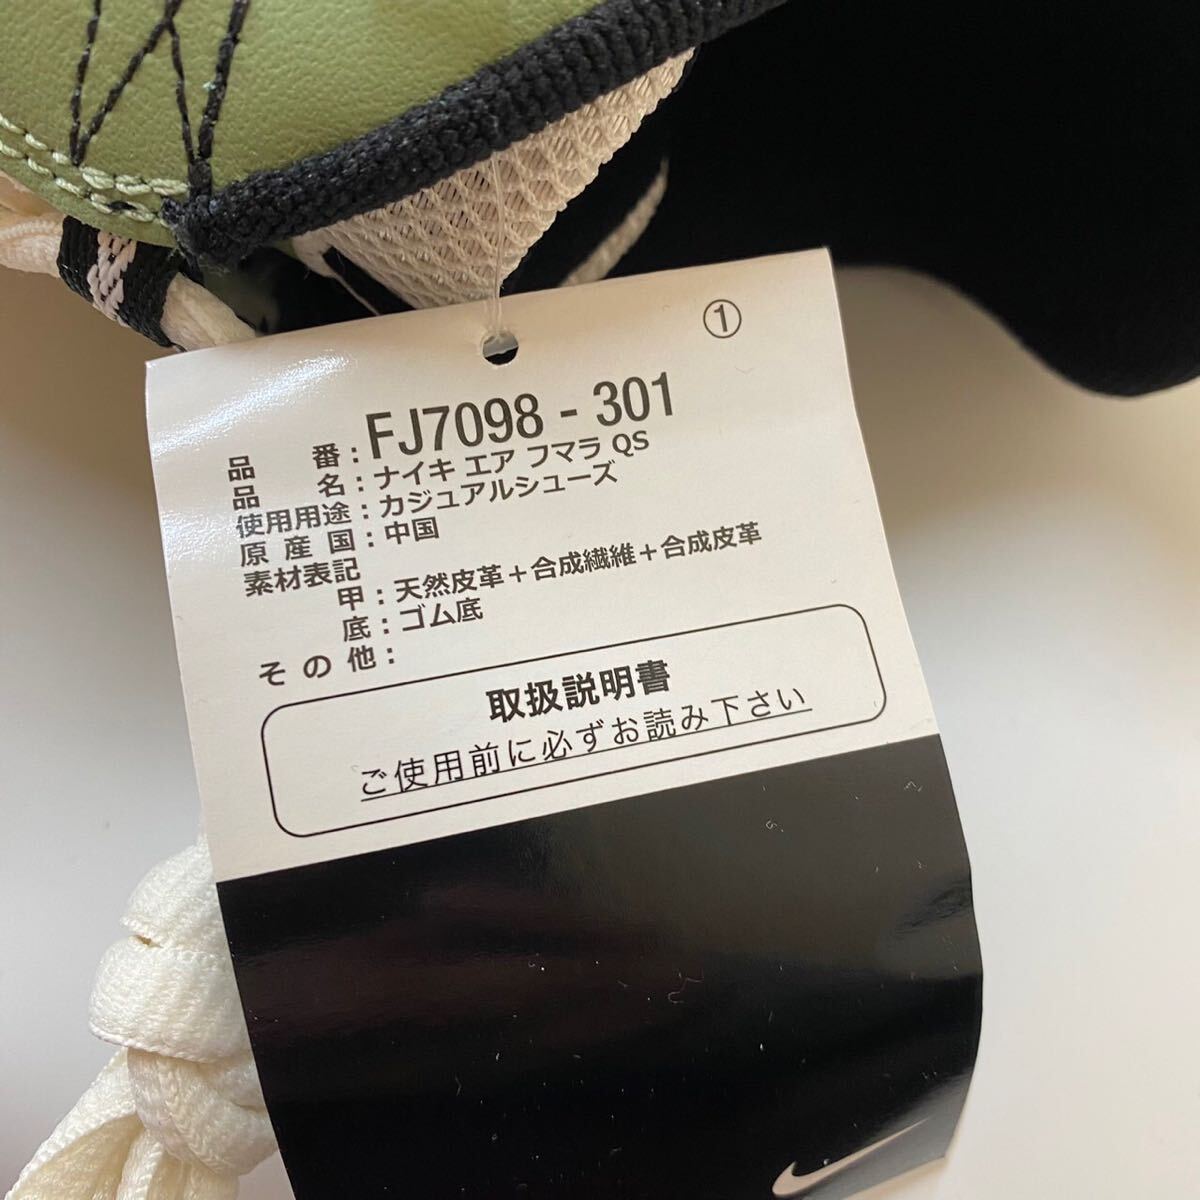 ①
品番：FJ7098 - 301
品名：ナイキ エア フマラ QS
使用用途：カジュアルシューズ
原産国：中国
素材表記
甲：天然皮革＋合成繊維＋合成皮革
底：ゴム底
その他：
取扱説明書
ご使用前に必ずお読み下さい